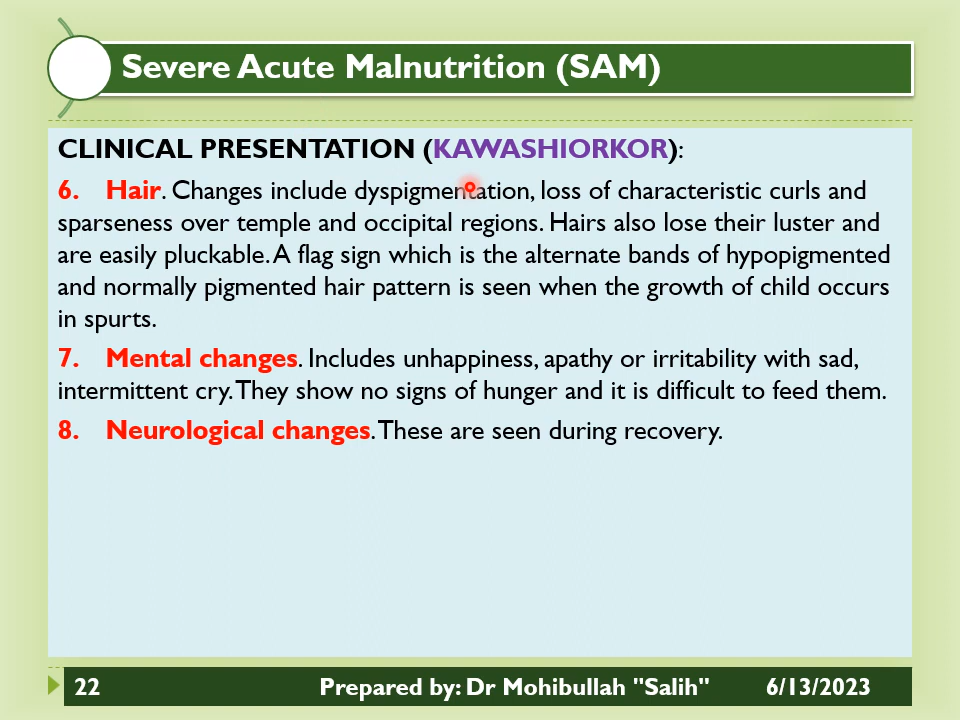 Severe Acute Malnutrition (SAM)
CLINICAL PRESENTATION (KAWASHIORKOR):
6. Hair. Changes include dyspigmentation, loss of characteristic curls and
sparseness over temple and occipital regions. Hairs also lose their luster and
are easily pluckable. A flag sign which is the alternate bands of hypopigmented
and normally pigmented hair pattern is seen when the growth of child occurs
in spurts.
7. Mental changes. Includes unhappiness, apathy or irritability with sad,
intermittent cry. They show no signs of hunger and it is difficult to feed them.
8. Neurological changes. These are seen during recovery.
22 Prepared by: Dr Mohibullah "Salih" 6/13/2023